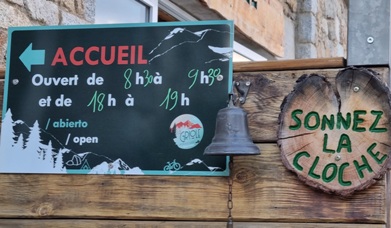 ACCUEIL
Ouvert de 8h30 à 9h30
et de 18h à 19h
/abierto
/open
SONNEZ
LA
CLOCHE